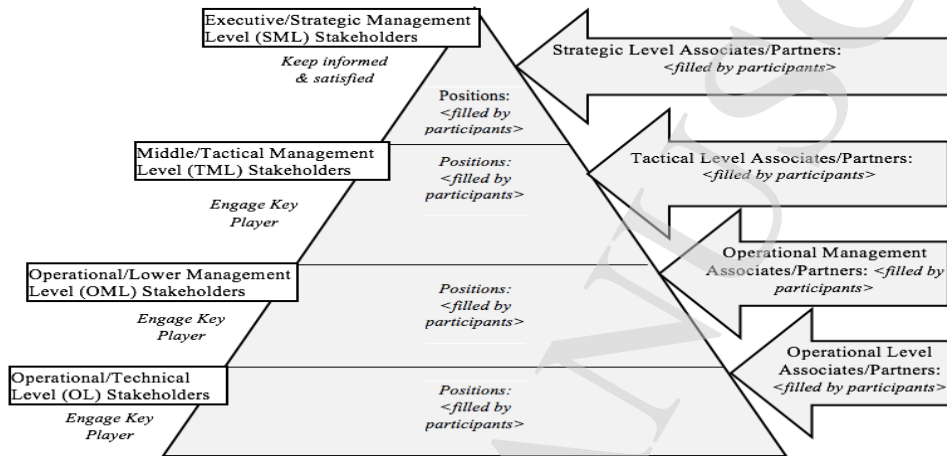 Executive/Strategic Management
Level (SML) Stakeholders
Keep informed
& satisfied
Strategic Level Associates/Partners:
<filled by participants>
Positions:
<filled by
participants>
Middle/Tactical Management
Level (TML) Stakeholders
Engage Key
Player
Positions:
<filled by
participants>
Tactical Level Associates/Partners:
<filled by participants>
Operational/Lower Management
Level (OML) Stakeholders
Engage Key
Player
Positions:
<filled by
participants>
Operational Management
Associates/Partners: <filled by
participants>
Operational/Technical
Level (OL) Stakeholders
Engage Key
Player
Positions:
<filled by
participants>
Operational Level
Associates/Partners:
<filled by participants>
ANUSC